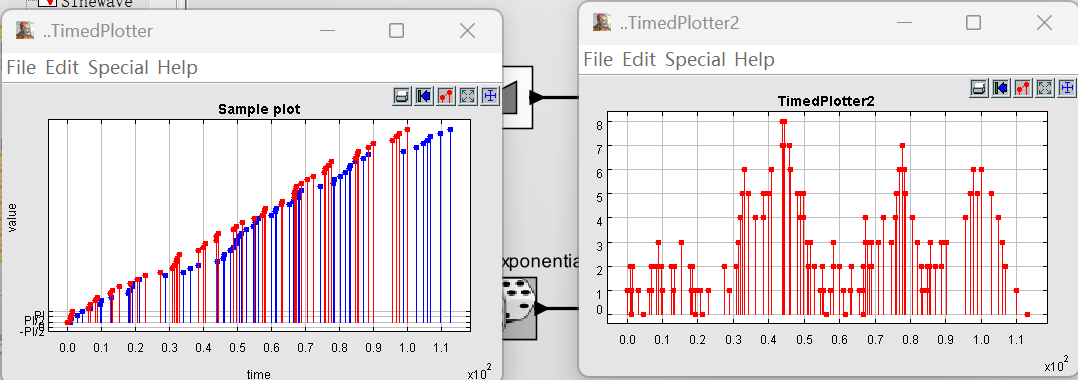 Sinewave
..TimedPlotter
File Edit Special Help
Sample plot
value
PI
PI/2
-PI/2
0.0 0.1 0.2 0.3 0.4 0.5 0.6 0.7 0.8 0.9 1.0 1.1
time
x10²
xponentia
..TimedPlotter2
File Edit Special Help
TimedPlotter2
8
7
6
5
4
3
2
1
0
0.0 0.1 0.2 0.3 0.4 0.5 0.6 0.7 0.8 0.9 1.0 1.1
x10²